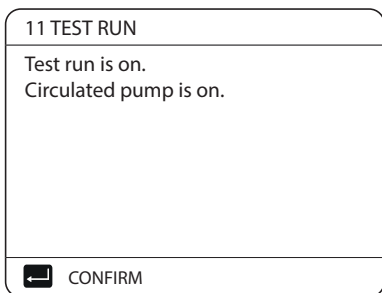 11 TEST RUN
Test run is on.
Circulated pump is on.
CONFIRM